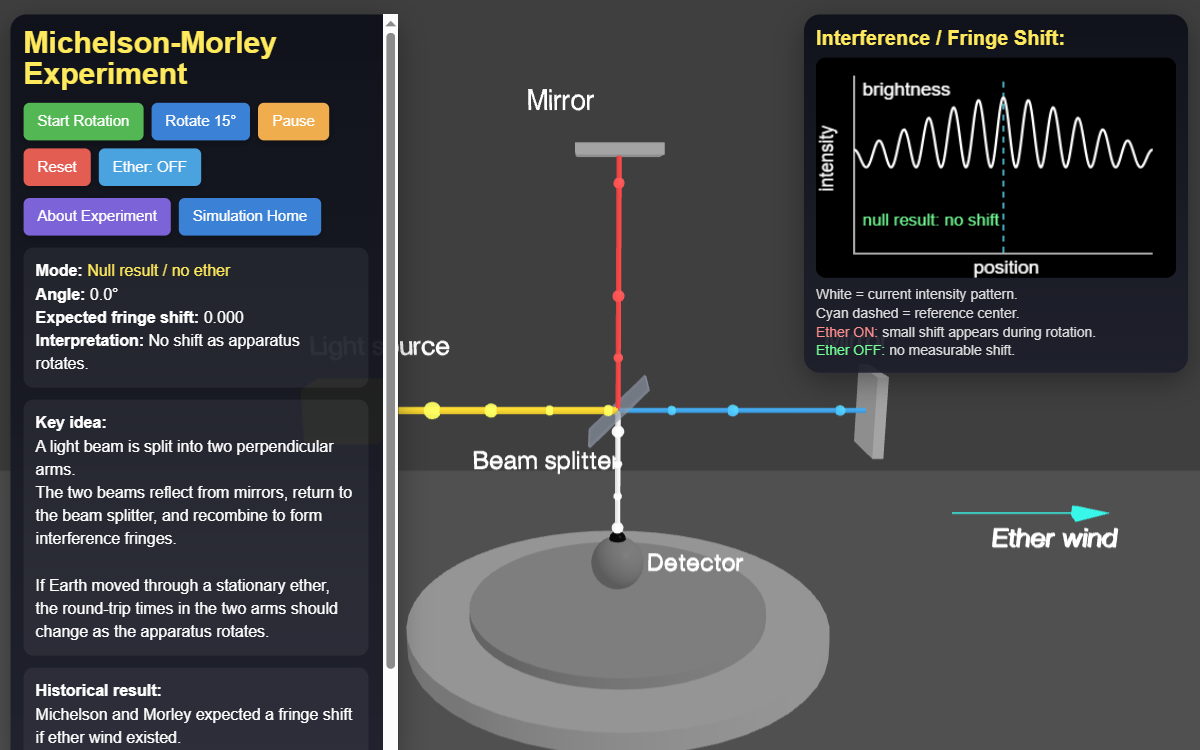 Michelson-Morley
Experiment
Start Rotation
Rotate 15°
Pause
Reset
Ether: OFF
About Experiment
Simulation Home
Mode: Null result / no ether
Angle: 0.0°
Expected fringe shift: 0.000
Interpretation: No shift as apparatus
rotates.
Key idea:
A light beam is split into two perpendicular
arms.
The two beams reflect from mirrors, return to
the beam splitter, and recombine to form
interference fringes.
If Earth moved through a stationary ether,
the round-trip times in the two arms should
change as the apparatus rotates.
Historical result:
Michelson and Morley expected a fringe shift
if ether wind existed.
Mirror
Light source
Beam splitter
Detector
Ether wind
Interference / Fringe Shift:
brightness
intensity
null result: no shift
position
White = current intensity pattern.
Cyan dashed = reference center.
Ether ON: small shift appears during rotation.
Ether OFF: no measurable shift.
Mirror